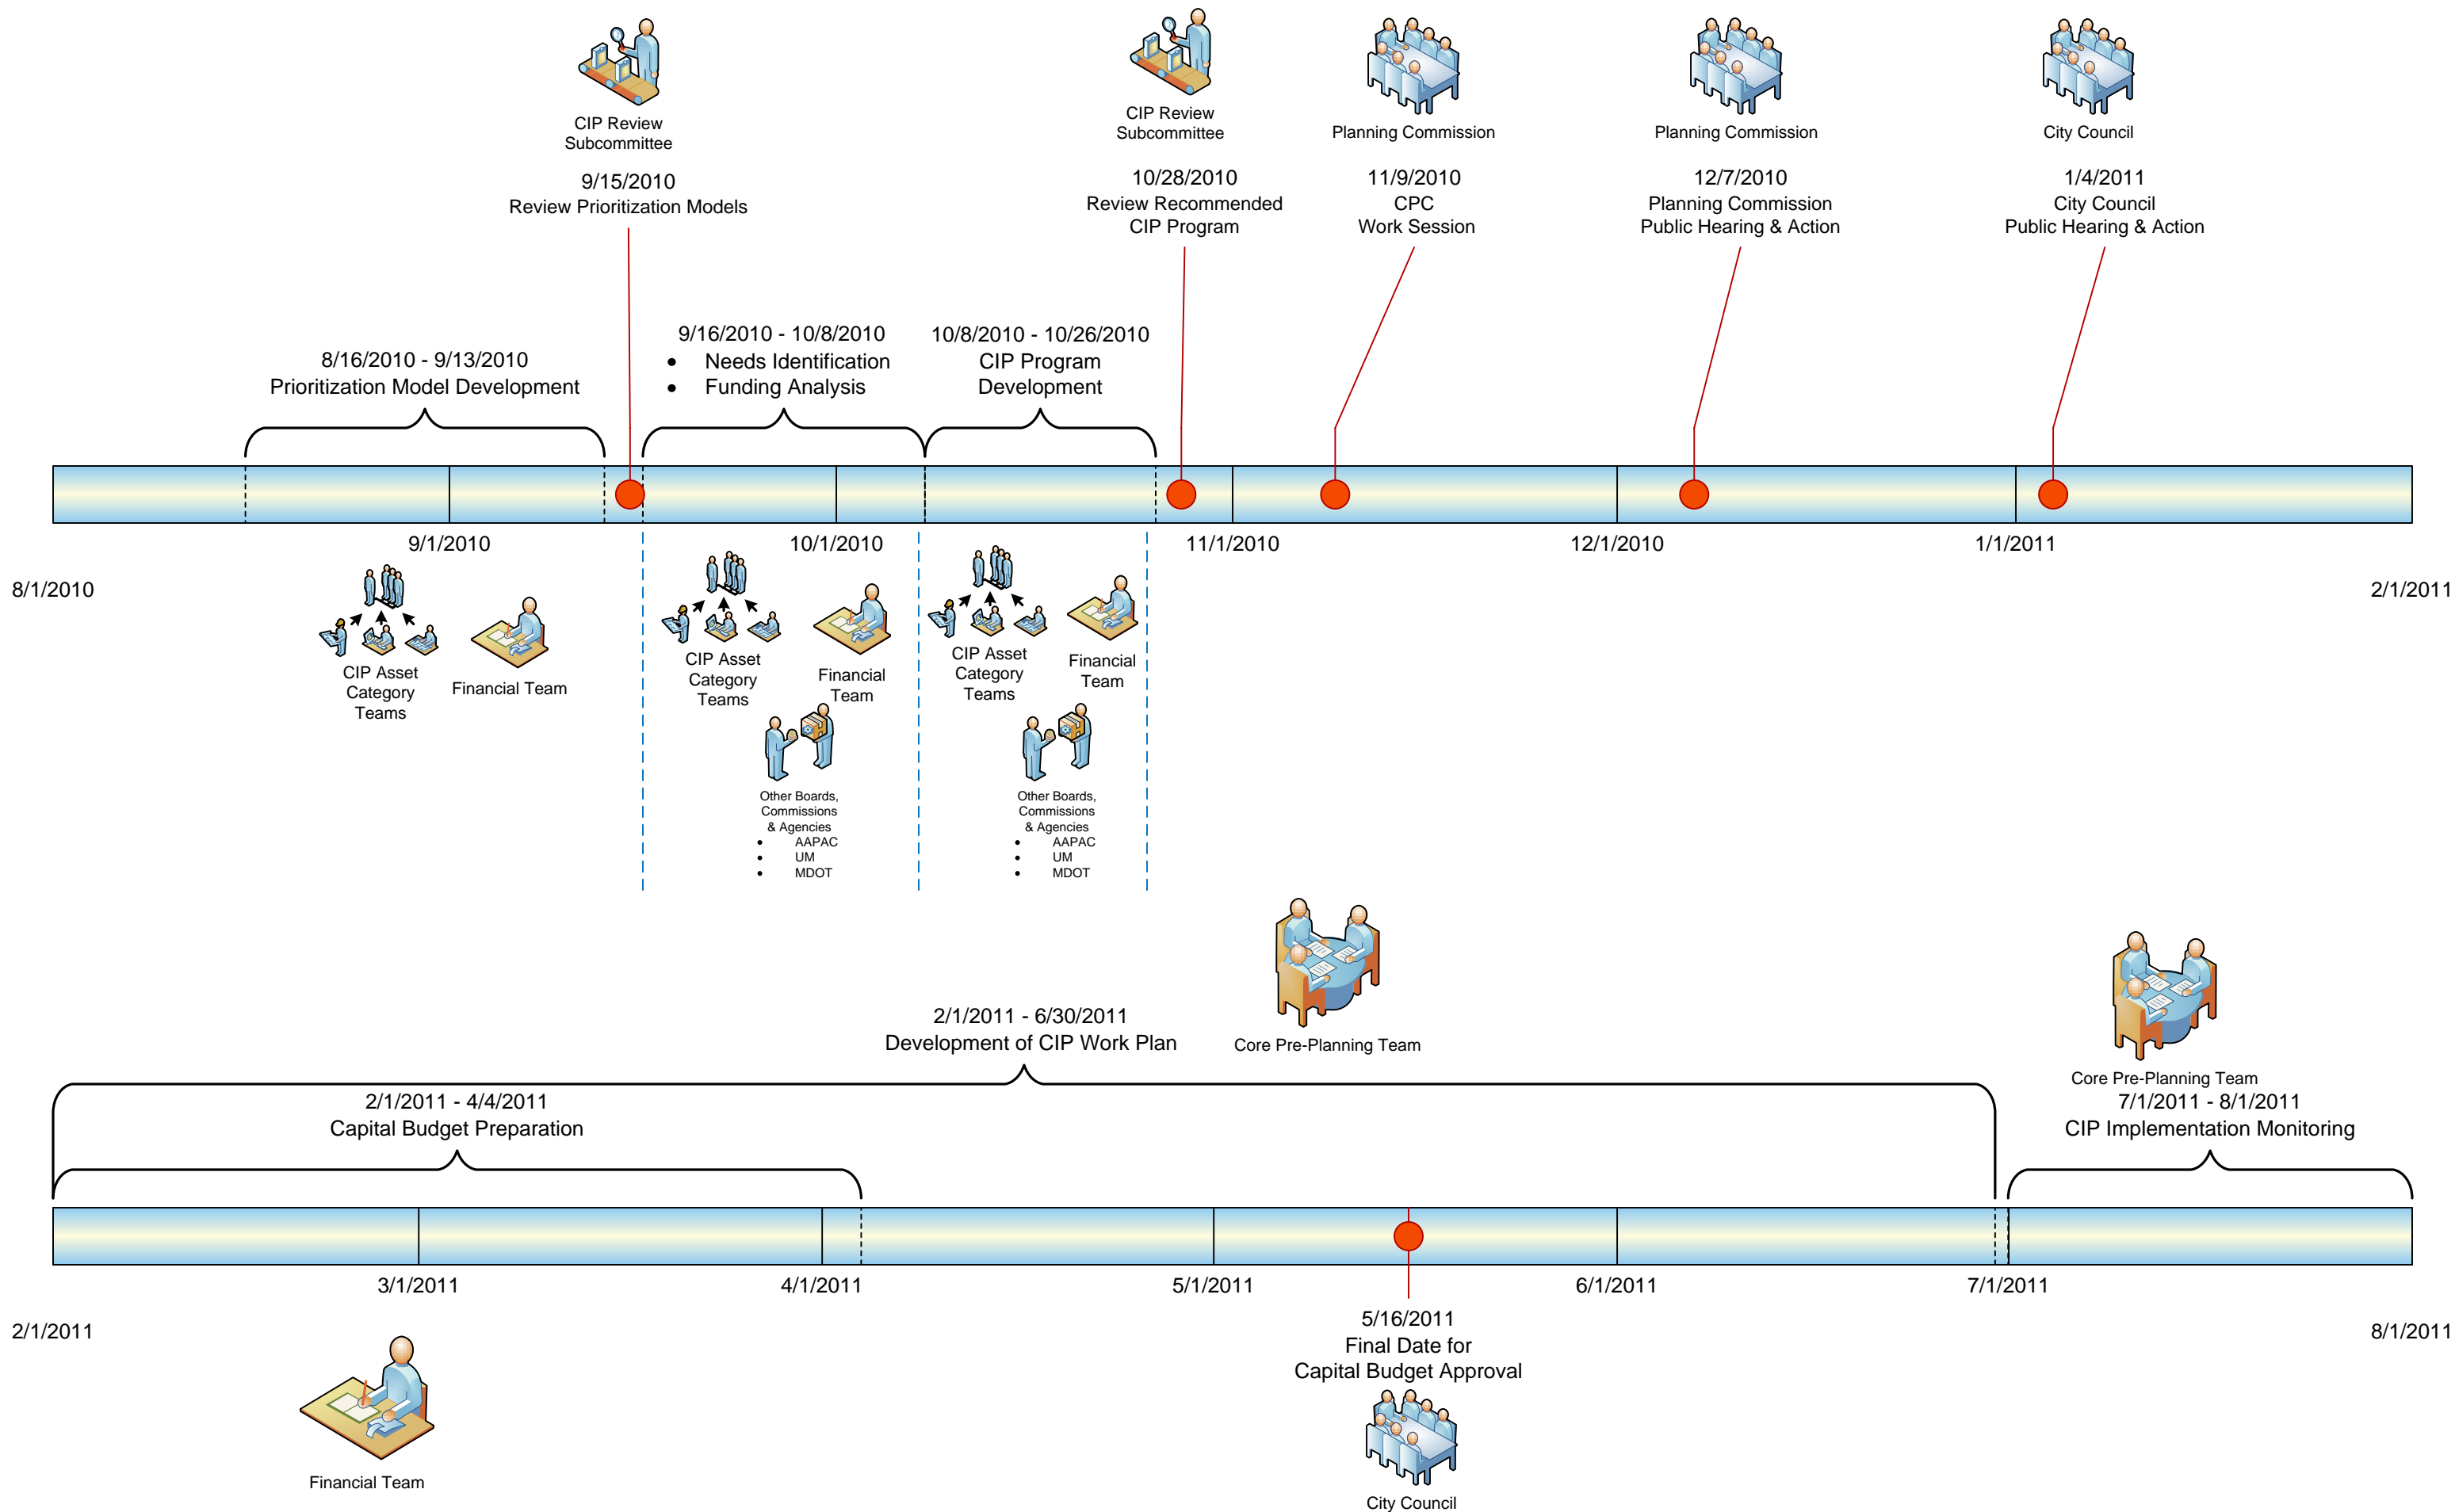 CIP Review
Subcommittee
9/15/2010
Review Prioritization Models
CIP Review
Subcommittee
10/28/2010
Review Recommended
CIP Program
Planning Commission
11/9/2010
CPC
Work Session
Planning Commission
12/7/2010
Planning Commission
Public Hearing & Action
City Council
1/4/2011
City Council
Public Hearing & Action
8/16/2010 - 9/13/2010
Prioritization Model Development
9/16/2010 - 10/8/2010
• Needs Identification
• Funding Analysis
10/8/2010 - 10/26/2010
CIP Program
Development
9/1/2010
10/1/2010
11/1/2010
12/1/2010
1/1/2011
8/1/2010
2/1/2011
CIP Asset
Category
Teams
Financial Team
CIP Asset
Category
Teams
Financial
Team
Other Boards,
Commissions
& Agencies
• AAPAC
• UM
• MDOT
CIP Asset
Category
Teams
Financial
Team
Other Boards,
Commissions
& Agencies
• AAPAC
• UM
• MDOT
2/1/2011 - 6/30/2011
Development of CIP Work Plan
Core Pre-Planning Team
Core Pre-Planning Team
7/1/2011 - 8/1/2011
CIP Implementation Monitoring
2/1/2011 - 4/4/2011
Capital Budget Preparation
3/1/2011
4/1/2011
5/1/2011
6/1/2011
7/1/2011
2/1/2011
8/1/2011
5/16/2011
Final Date for
Capital Budget Approval
City Council
Financial Team